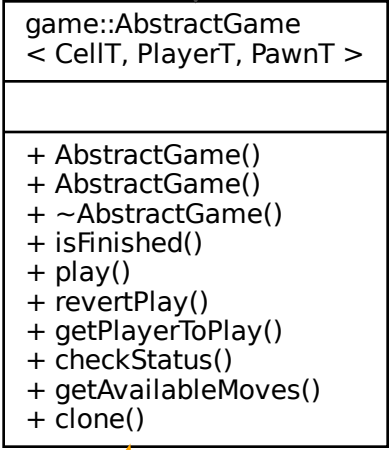 game::AbstractGame
< CellT, PlayerT, PawnT >
+ AbstractGame()
+ AbstractGame()
+ ~AbstractGame()
+ isFinished()
+ play()
+ revertPlay()
+ getPlayerToPlay()
+ checkStatus()
+ getAvailableMoves()
+ clone()